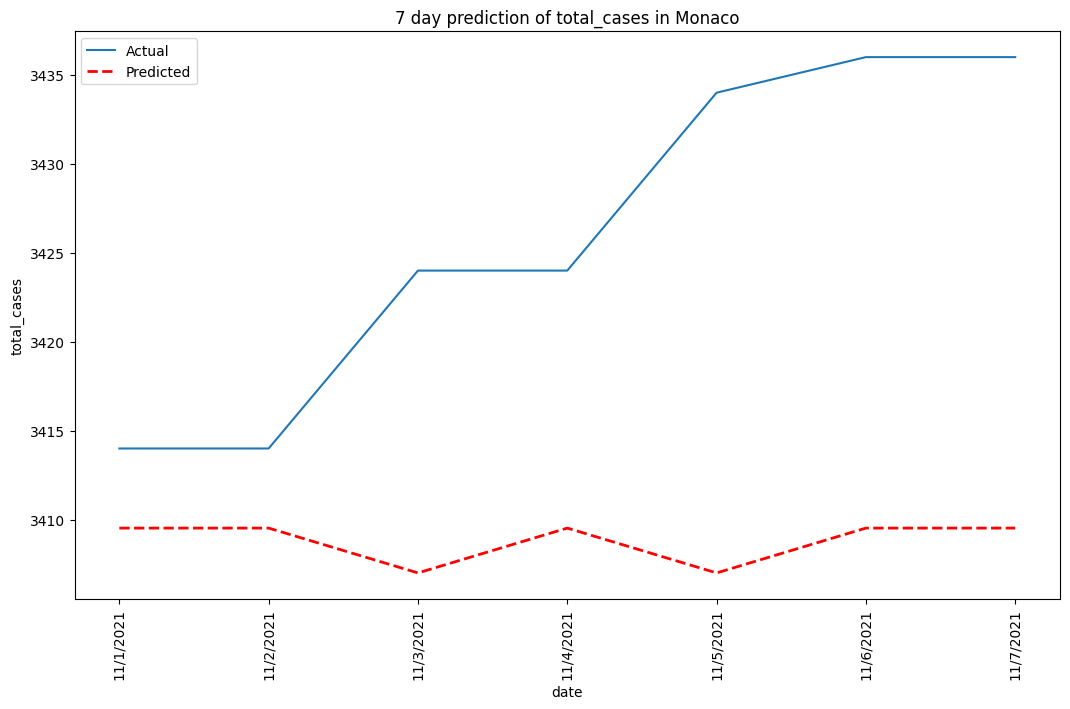 7 day prediction of total_cases in Monaco
Actual
Predicted
total_cases
3435
3430
3425
3420
3415
3410
11/1/2021
11/2/2021
11/3/2021
11/4/2021
11/5/2021
11/6/2021
11/7/2021
date